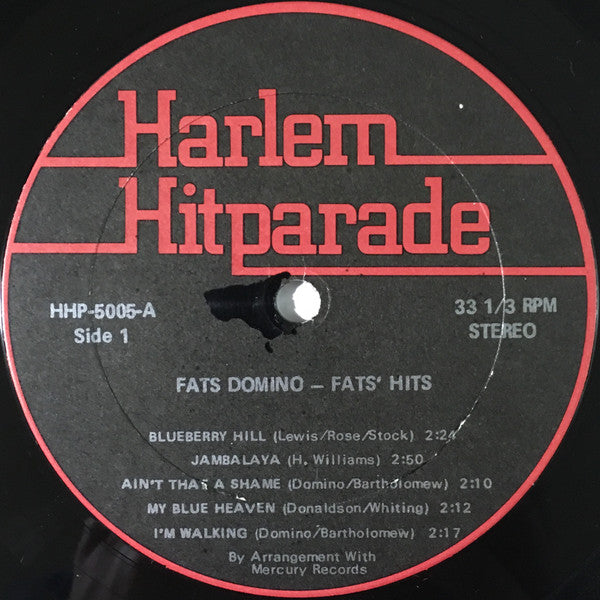 Harlem
Hitparade
HHP-5005-A
Side 1
33 1/3 RPM
STEREO
FATS DOMINO – FATS' HITS
BLUEBERRY HILL (Lewis/Rose/Stock) 2:24
JAMBALAYA (H. Williams) 2:50
AIN'T THAT A SHAME (Domino/Bartholomew) 2:10
MY BLUE HEAVEN (Donaldson/Whiting) 2:12
I'M WALKING (Domino/Bartholomew) 2:17
By Arrangement With
Mercury Records